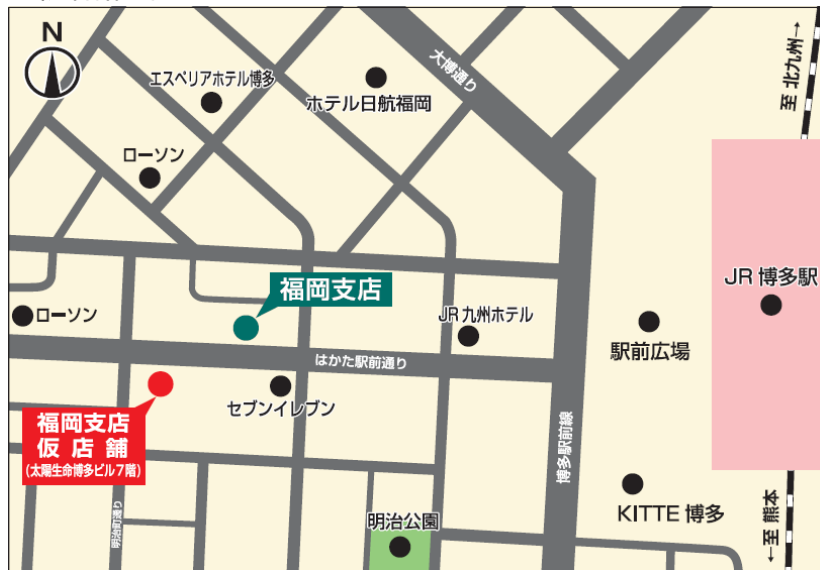 N
エスペリアホテル博多
ホテル日航福岡
大博通り
至 北九州→
ローソン
福岡支店
JR 博多駅
ローソン
JR 九州ホテル
駅前広場
はかた駅前通り
セブンイレブン
福岡支店
仮店舗
(太陽生命博多ビル7階)
博多駅前線
KITTE 博多
明治町通り
明治公園
←至 熊本